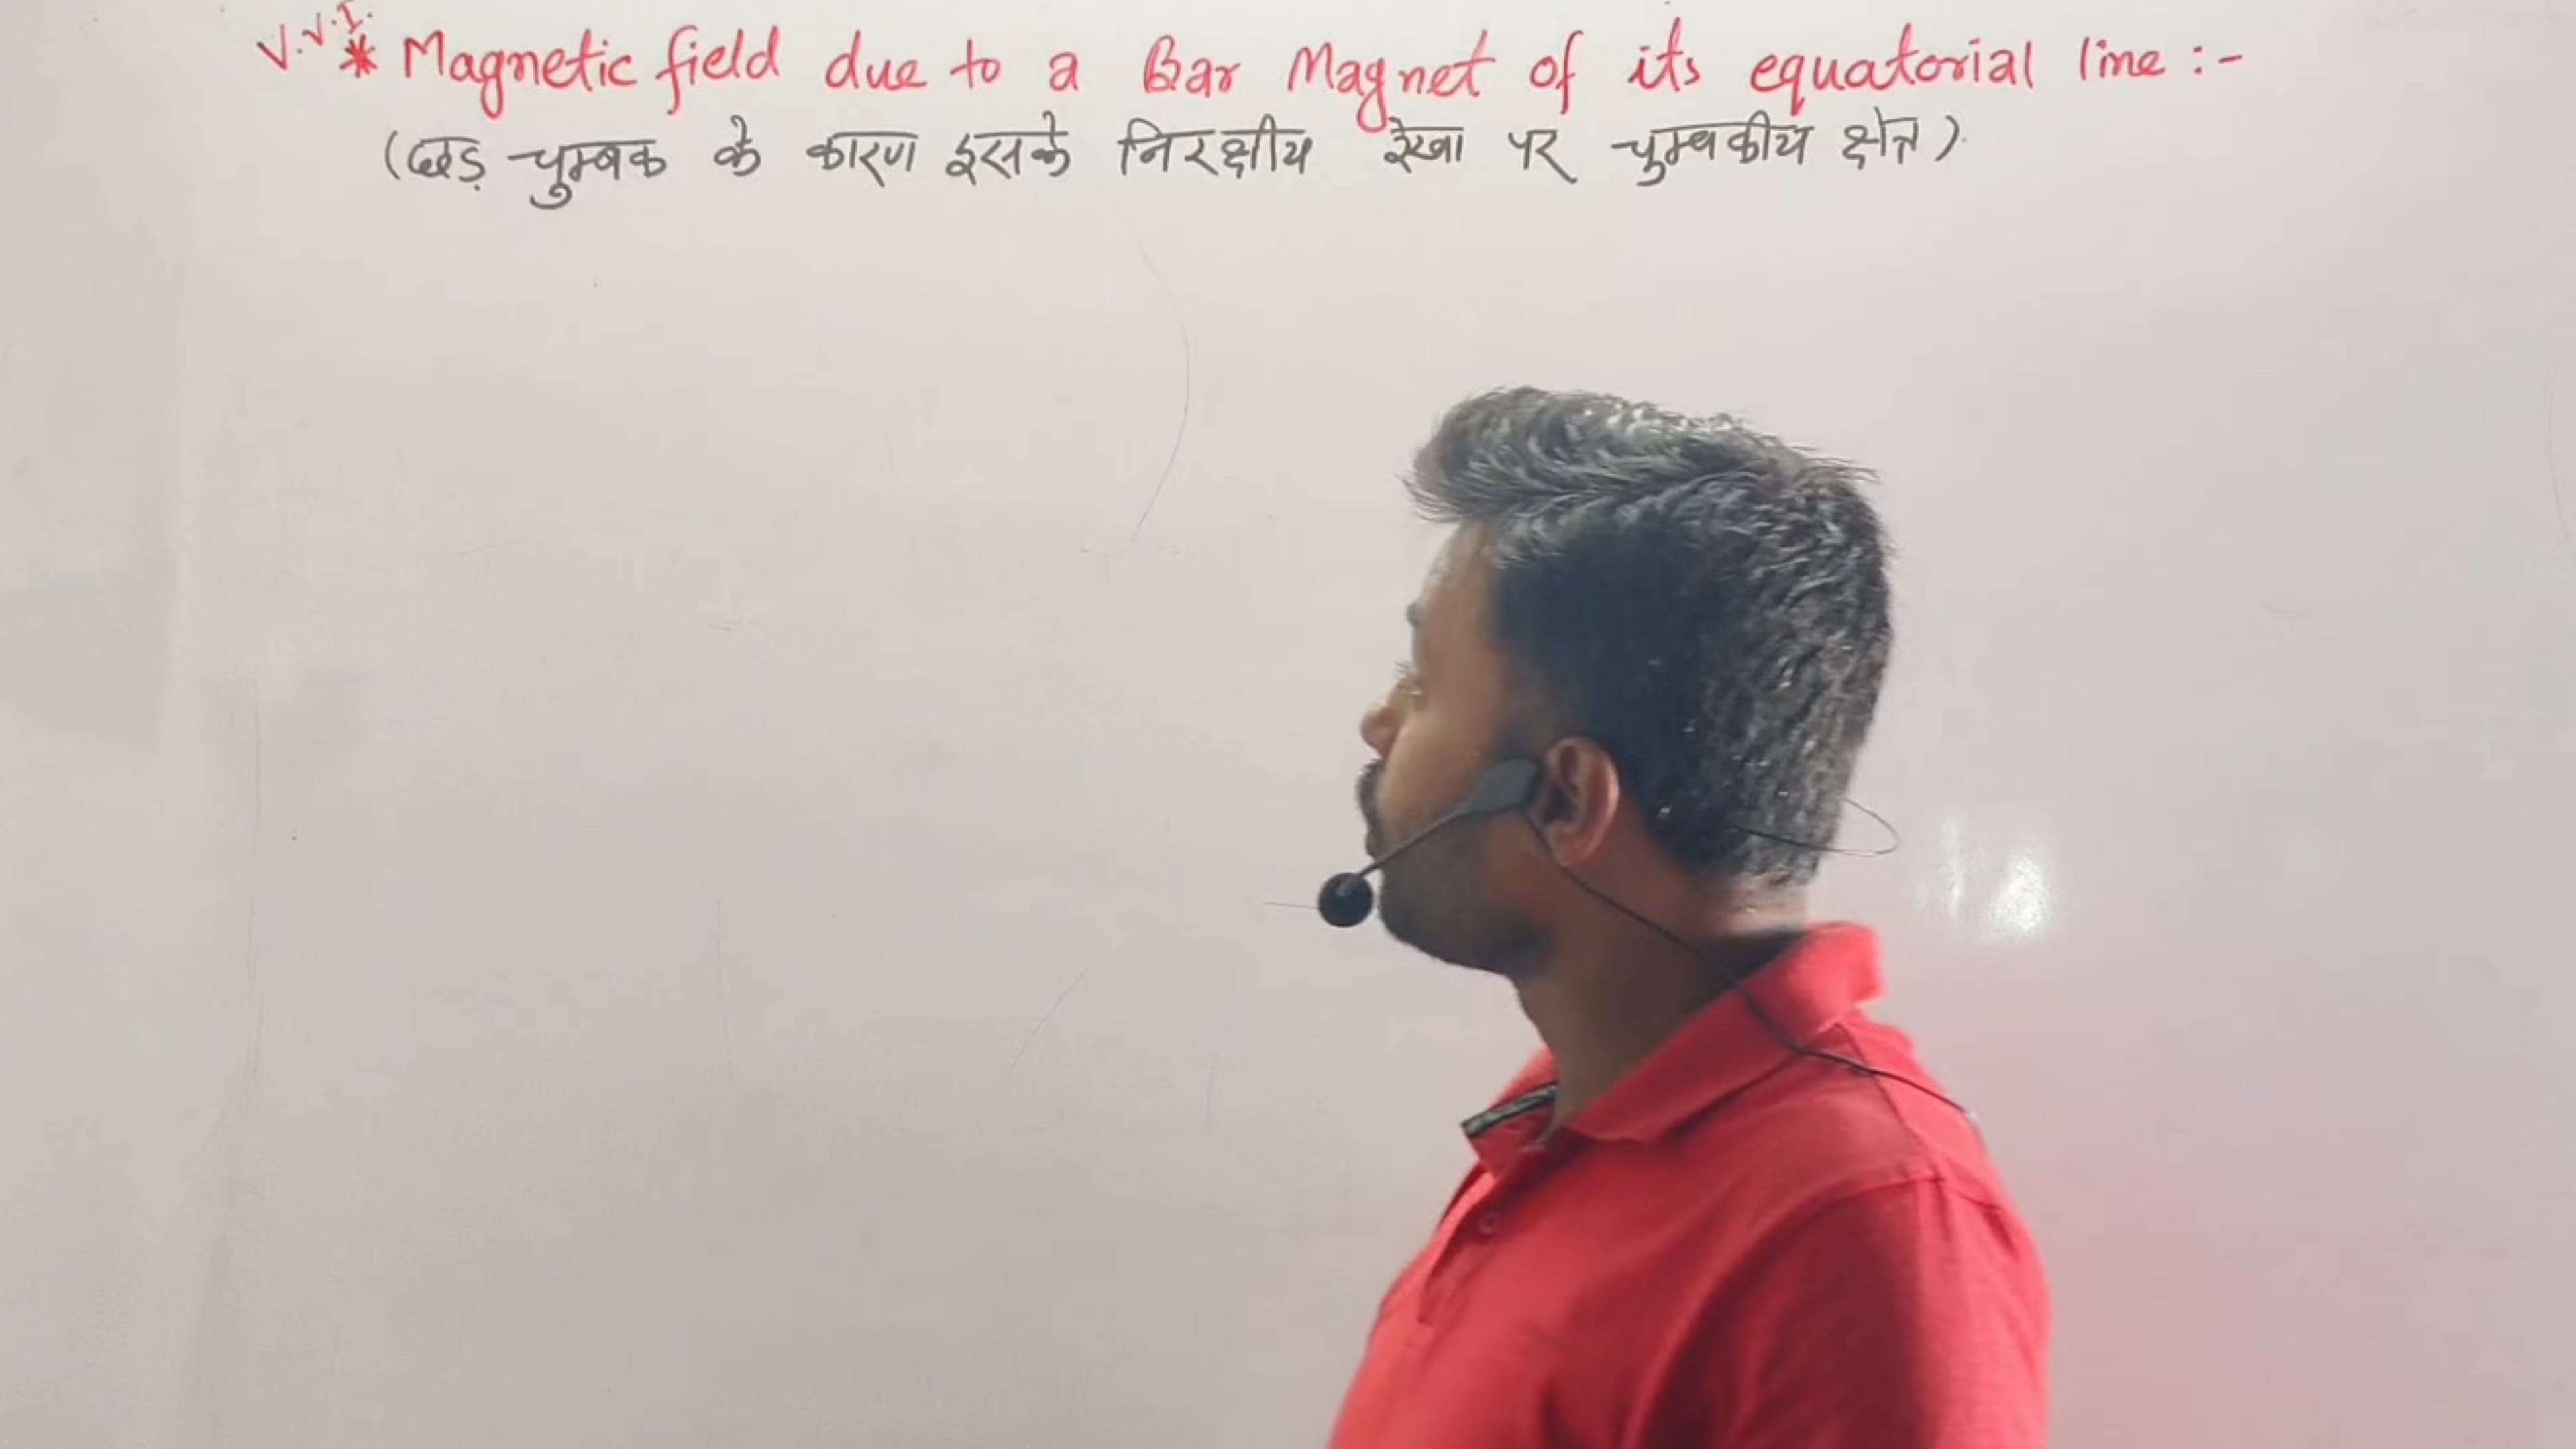 V.V.I.
* Magnetic field due to a Bar Magnet of its equatorial line :-
(छड़ चुम्बक के कारण इसके निरक्षीय रेखा पर चुम्बकीय क्षेत्र)